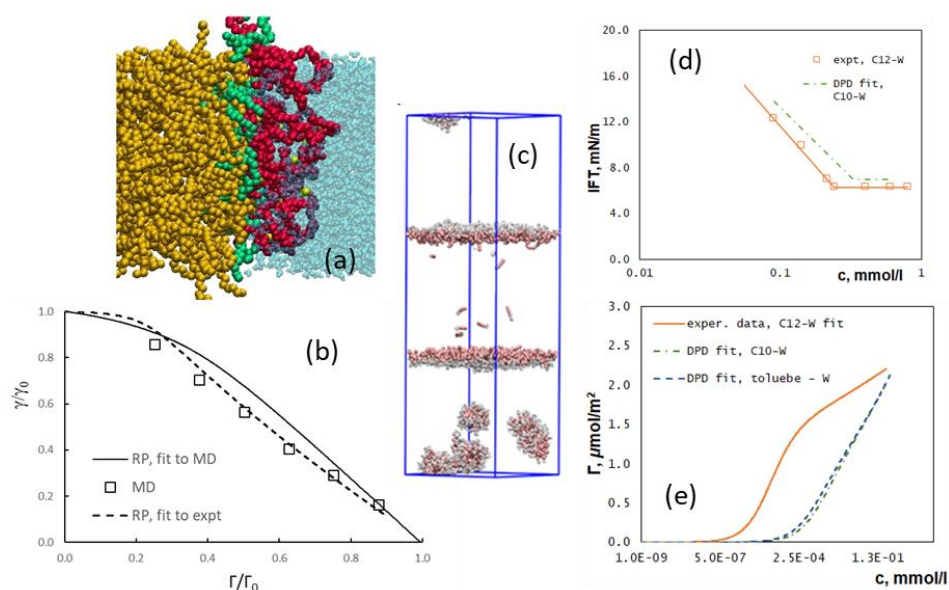 (a)
(b)
γ/γ₀
1.0
0.8
0.6
0.4
0.2
0.0
RP, fit to MD
MD
RP, fit to expt
0.0 0.2 0.4 0.6 0.8 1.0
Γ/Γ₀
(c)
(d)
IFT, mN/m
16.0
12.0
8.0
4.0
0.0
expt, C12-W
DPD fit,
C10-W
0.01 0.1 1
c, mmol/l
(e)
Γ, μmol/m²
3.0
2.5
2.0
1.5
1.0
0.5
0.0
exper. data, C12-W fit
DPD fit, C10-W
DPD fit, toluebe - W
1.0E-09 5.0E-07 2.5E-04 1.3E-01
c, mmol/l